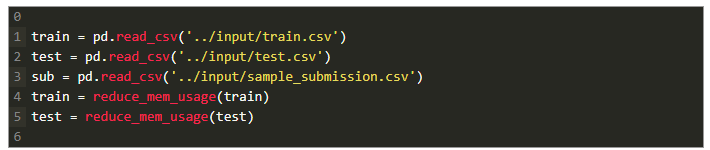 0
1 train = pd.read_csv('../input/train.csv')
2 test = pd.read_csv('../input/test.csv')
3 sub = pd.read_csv('../input/sample_submission.csv')
4 train = reduce_mem_usage(train)
5 test = reduce_mem_usage(test)
6